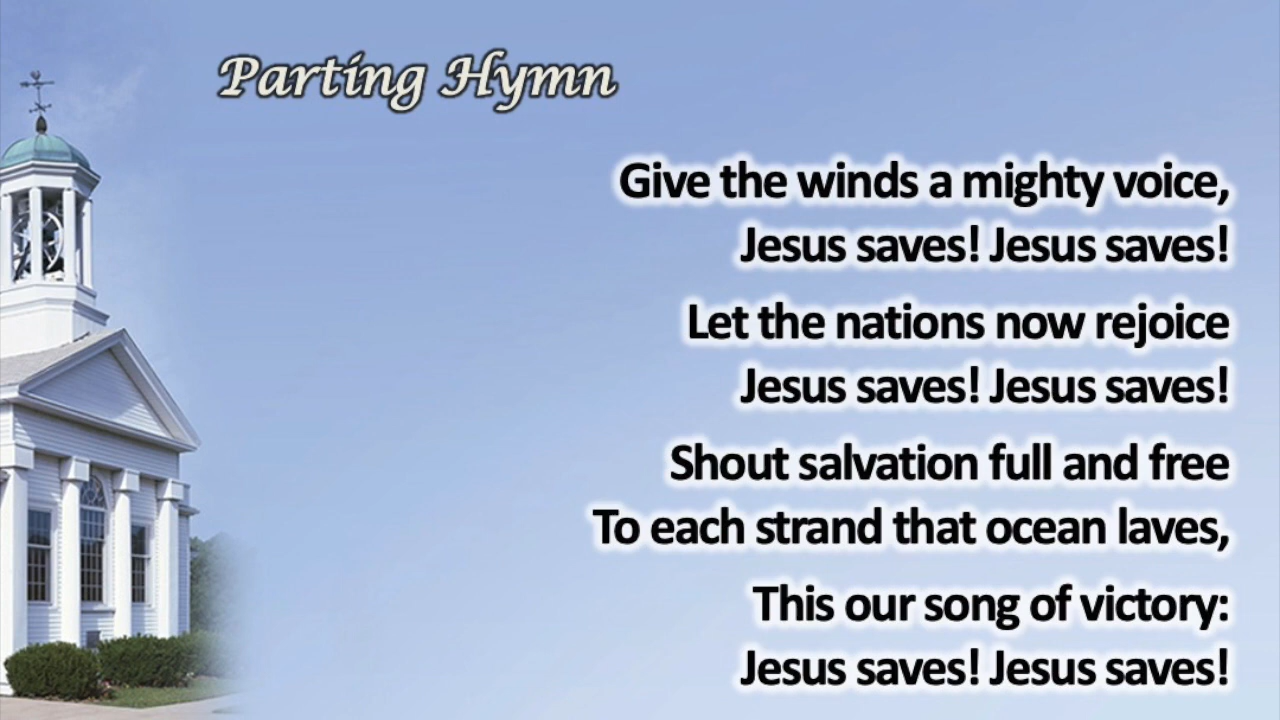 Parting Hymn
Give the winds a mighty voice,
Jesus saves! Jesus saves!
Let the nations now rejoice
Jesus saves! Jesus saves!
Shout salvation full and free
To each strand that ocean laves,
This our song of victory:
Jesus saves! Jesus saves!